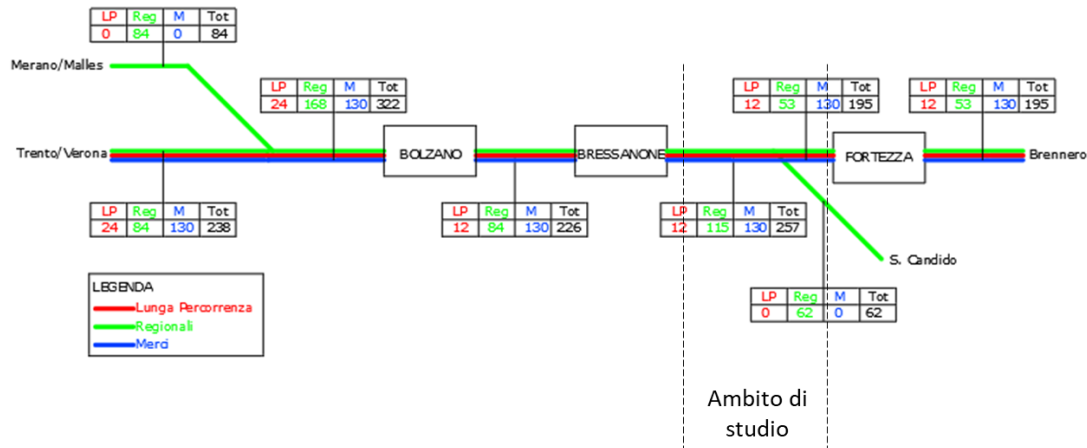 LP Reg M Tot
0 84 0 84
Merano/Malles
LP Reg M Tot
24 168 130 322
LP Reg M Tot
12 53 130 195
LP Reg M Tot
12 53 130 195
Trento/Verona
BOLZANO
BRESSANONE
FORTEZZA
Brennero
LP Reg M Tot
24 84 130 238
LP Reg M Tot
12 84 130 226
LP Reg M Tot
12 115 130 257
S. Candido
LEGENDA
Lunga Percorrenza
Regionali
Merci
LP Reg M Tot
0 62 0 62
Ambito di
studio